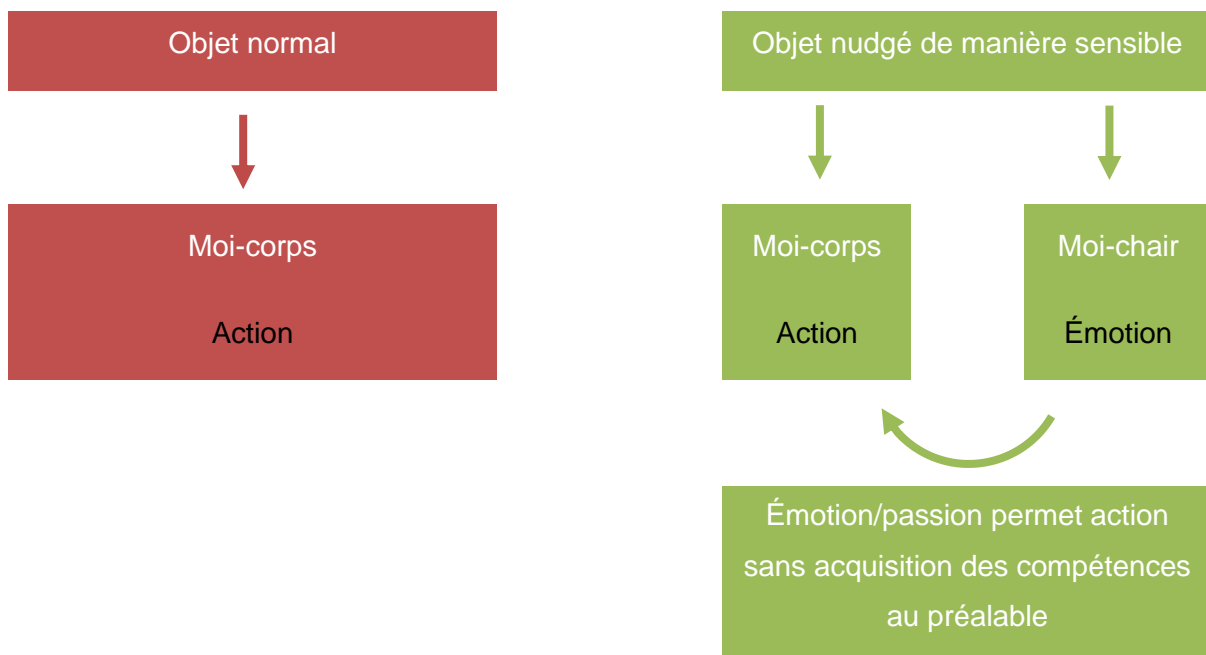 Objet normal
Moi-corps
Action
Objet nudgé de manière sensible
Moi-corps
Action
Moi-chair
Émotion
Émotion/passion permet action
sans acquisition des compétences
au préalable